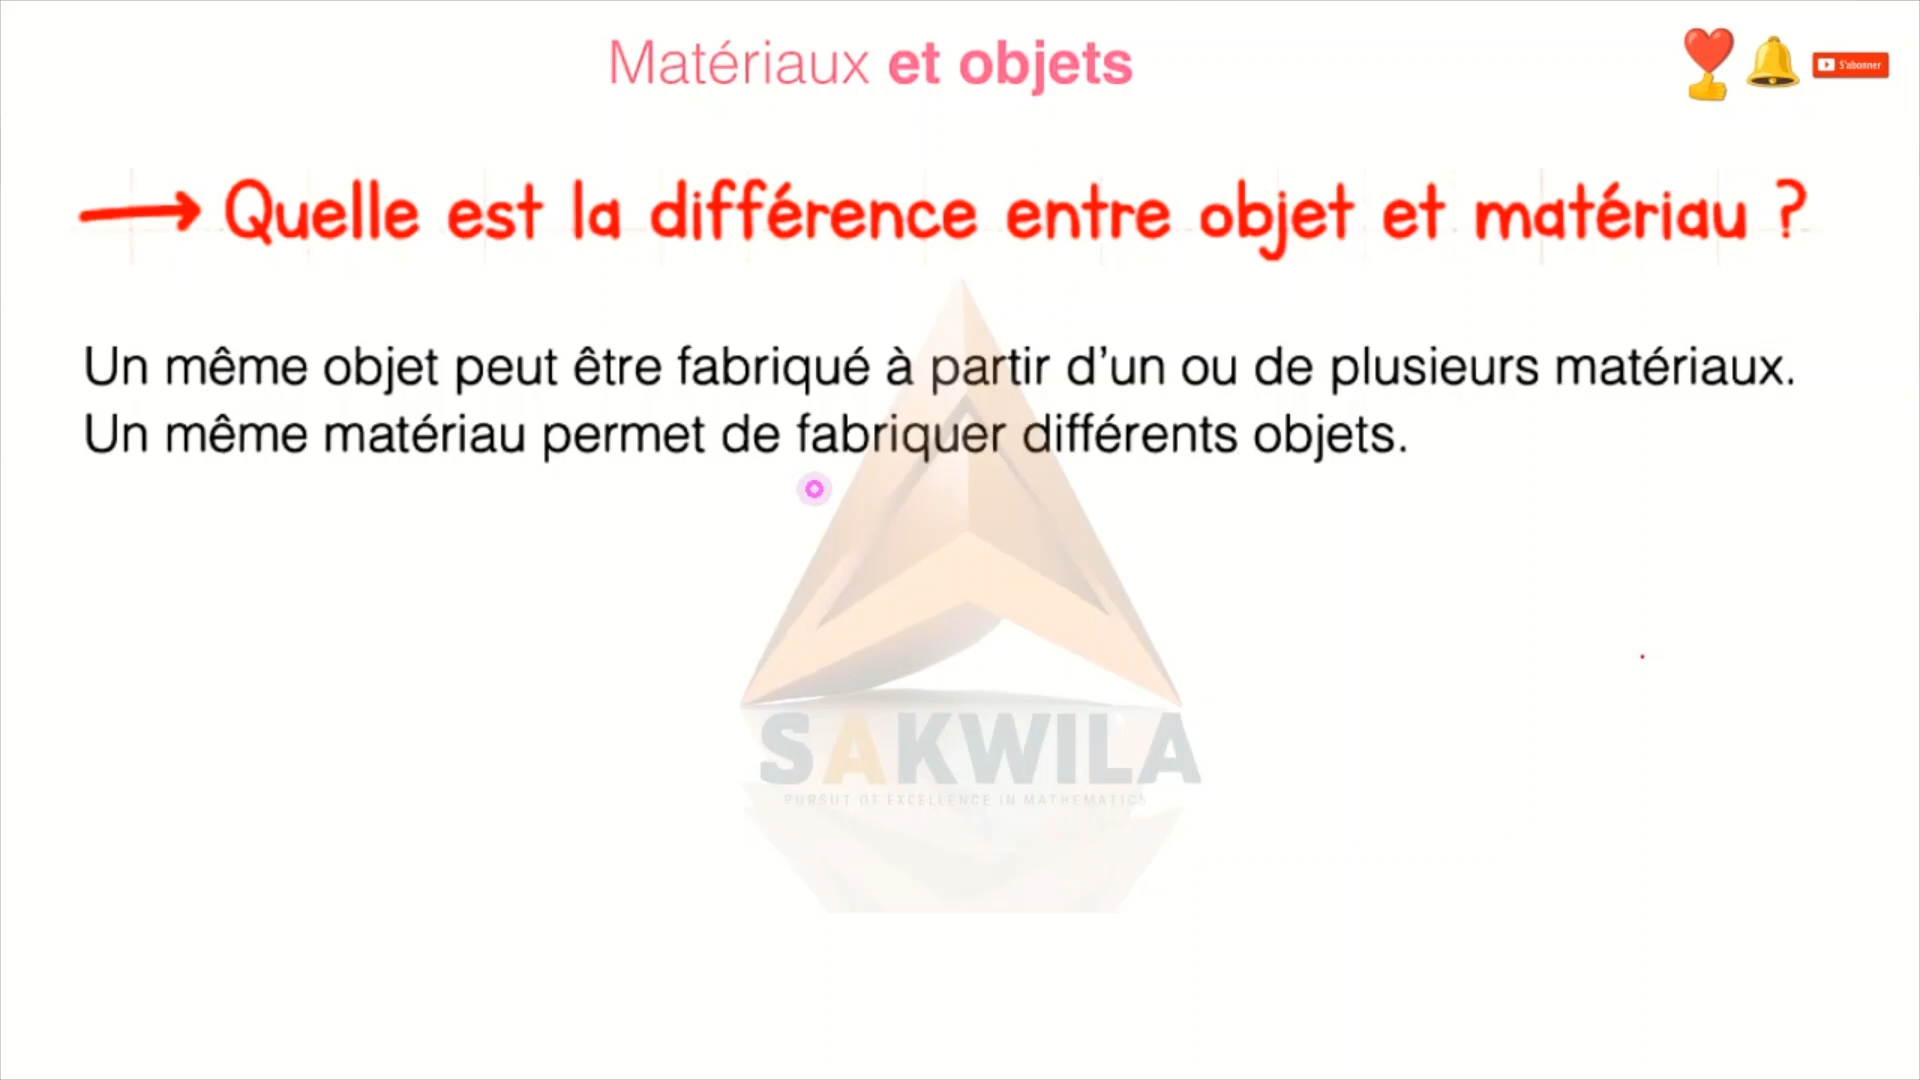 Matériaux et objets
S'abonner
→ Quelle est la différence entre objet et matériau ?
Un même objet peut être fabriqué à partir d’un ou de plusieurs matériaux.
Un même matériau permet de fabriquer différents objets.
SAKWILA
PURSUT OF EXCELLENCE IN MATHEMATICS